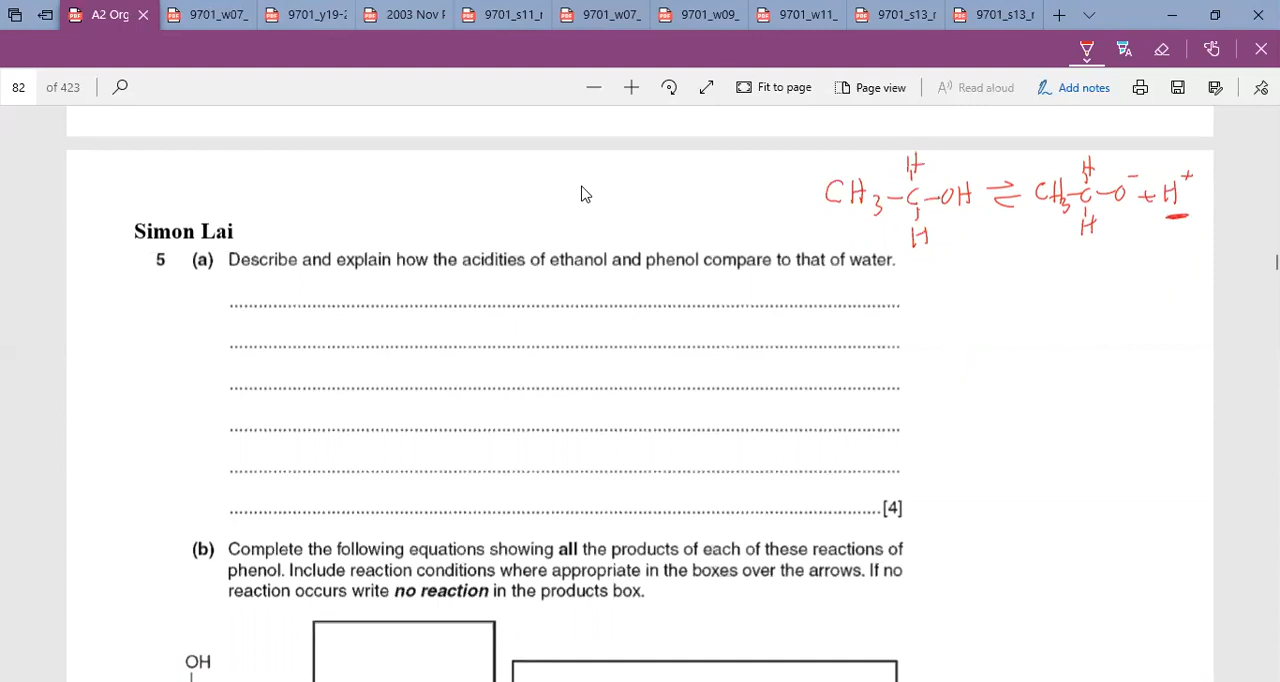 A2 Org
9701_w07_
9701_y19-2
2003 Nov F
9701_s11_r
9701_w07_
9701_w09_
9701_w11_
9701_s13_r
9701_s13_r
82 of 423
Fit to page
Page view
Read aloud
Add notes
H H
CH3-C-OH ⇌ CH3-C-O⁻ + H⁺
H H
Simon Lai
5 (a) Describe and explain how the acidities of ethanol and phenol compare to that of water.
[4]
(b) Complete the following equations showing all the products of each of these reactions of
phenol. Include reaction conditions where appropriate in the boxes over the arrows. If no
reaction occurs write no reaction in the products box.
OH